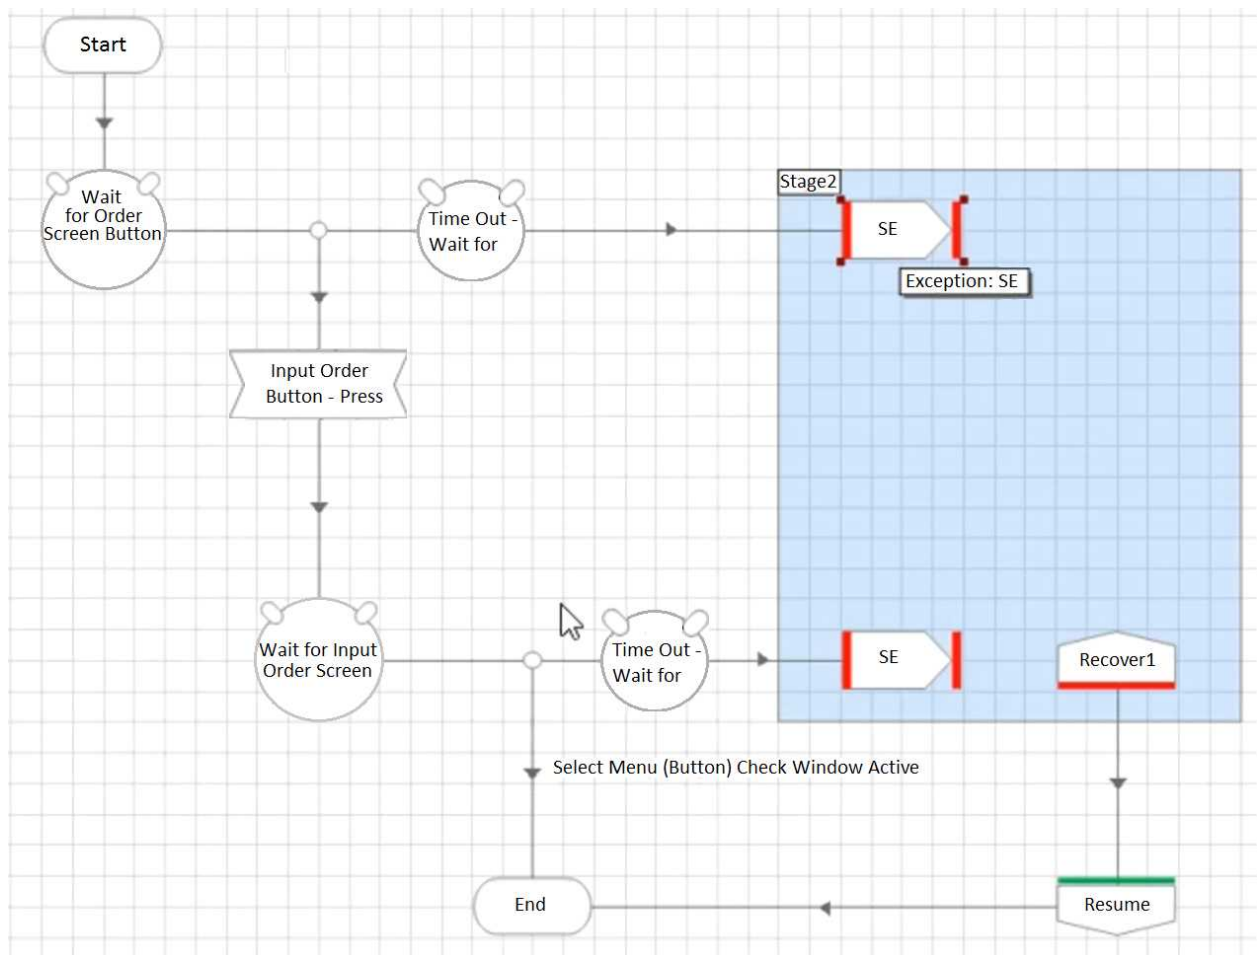 Start
Wait
for Order
Screen Button
Time Out -
Wait for
Stage2
SE
Exception: SE
Input Order
Button - Press
Wait for Input
Order Screen
Time Out -
Wait for
SE
Recover1
Select Menu (Button) Check Window Active
End
Resume